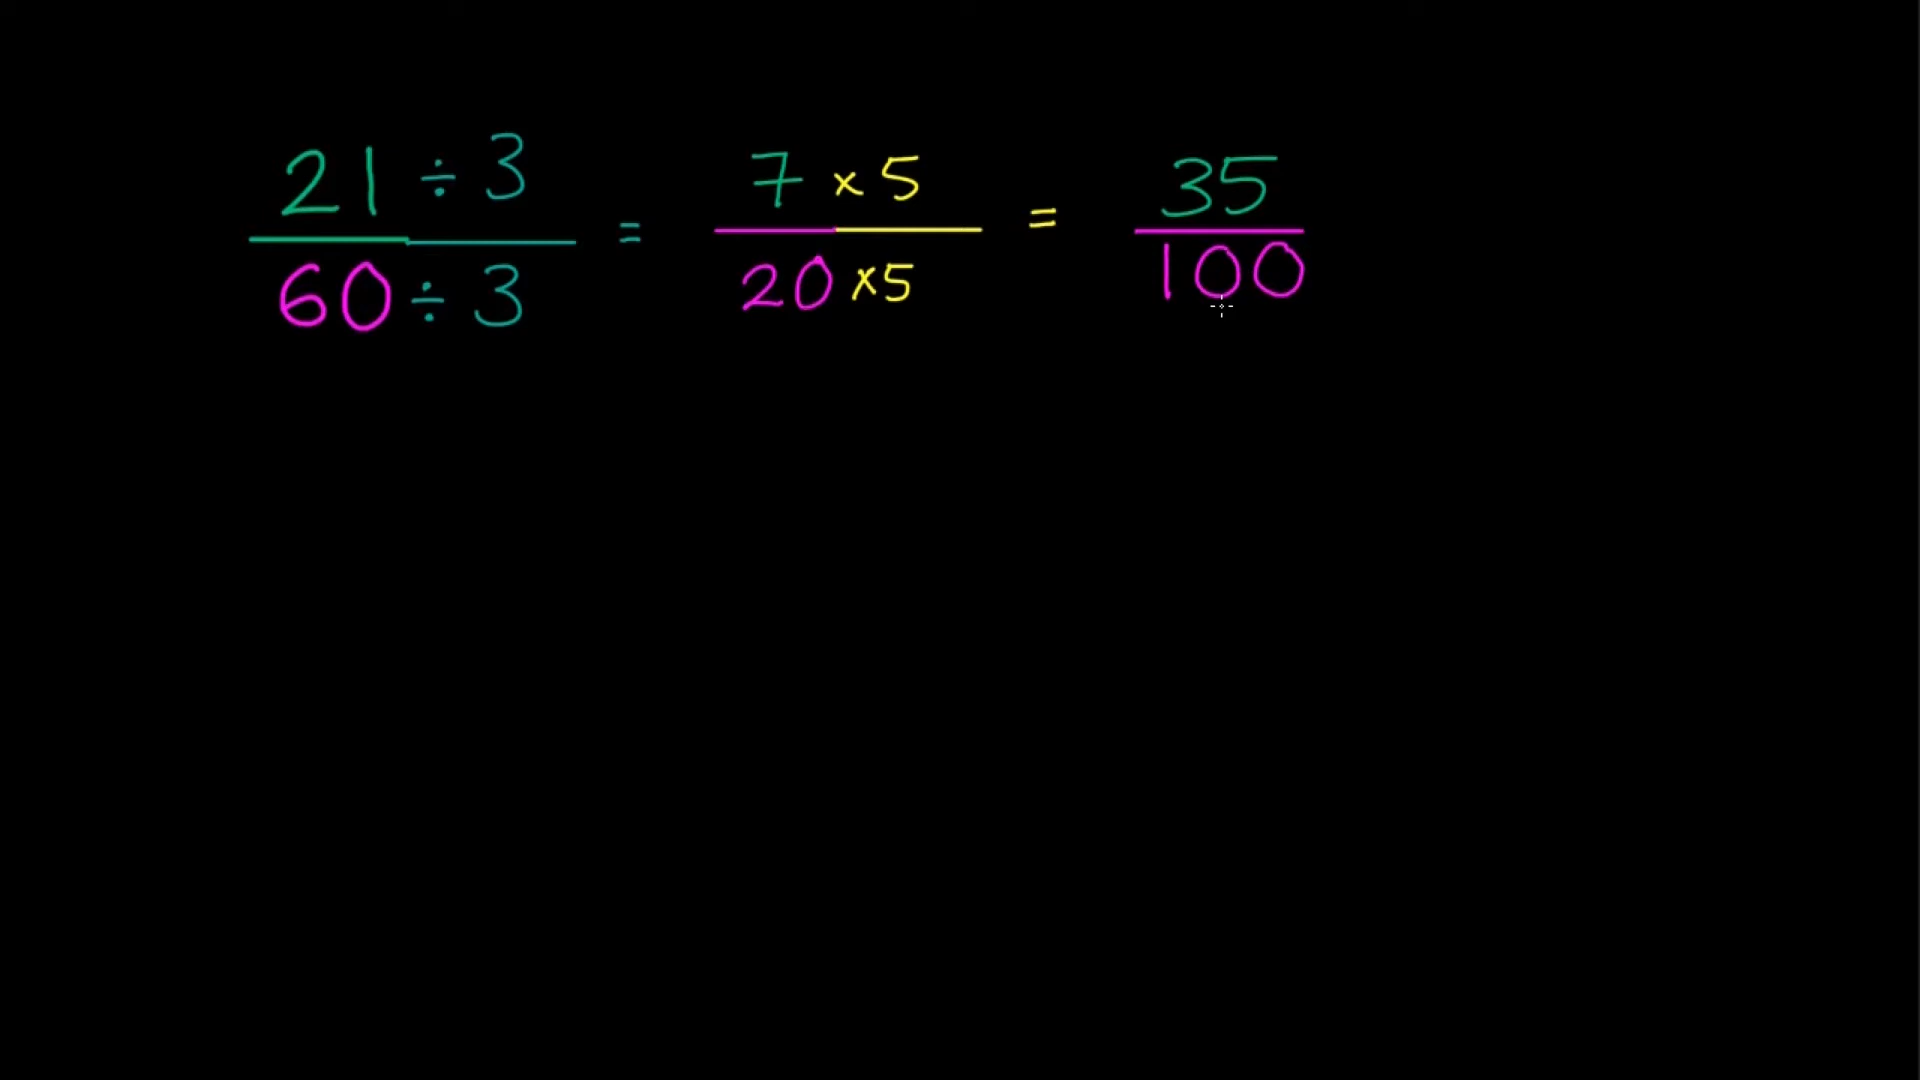 21 ÷ 3 / 60 ÷ 3 = 7 x 5 / 20 x 5 = 35 / 100